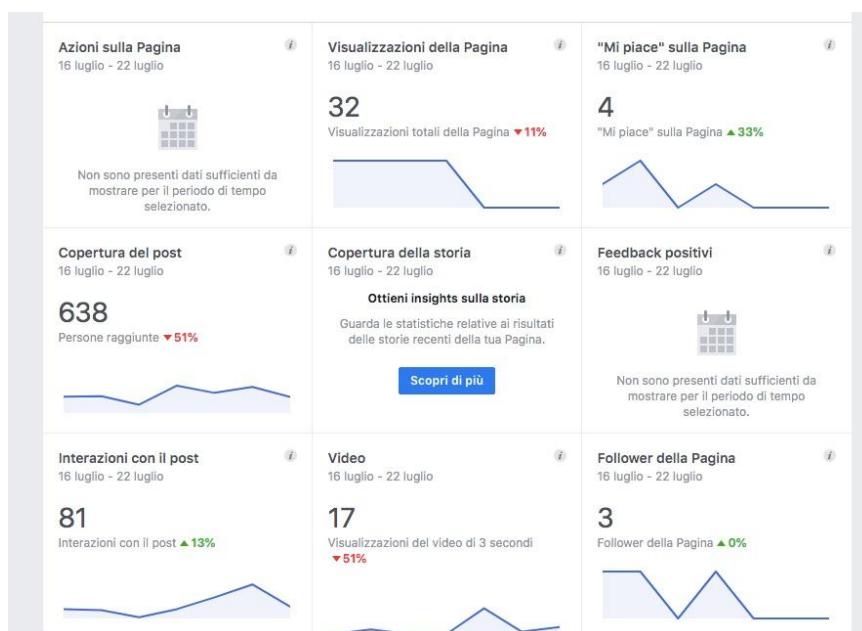 Azioni sulla Pagina
16 luglio - 22 luglio
Non sono presenti dati sufficienti da
mostrare per il periodo di tempo
selezionato.
Visualizzazioni della Pagina
16 luglio - 22 luglio
32
Visualizzazioni totali della Pagina ▼11%
"Mi piace" sulla Pagina
16 luglio - 22 luglio
4
"Mi piace" sulla Pagina ▲33%
Copertura del post
16 luglio - 22 luglio
638
Persone raggiunte ▼51%
Copertura della storia
16 luglio - 22 luglio
Ottieni insights sulla storia
Guarda le statistiche relative ai risultati
delle storie recenti della tua Pagina.
Scopri di più
Feedback positivi
16 luglio - 22 luglio
Non sono presenti dati sufficienti da
mostrare per il periodo di tempo
selezionato.
Interazioni con il post
16 luglio - 22 luglio
81
Interazioni con il post ▲13%
Video
16 luglio - 22 luglio
17
Visualizzazioni del video di 3 secondi
▼51%
Follower della Pagina
16 luglio - 22 luglio
3
Follower della Pagina ▲0%